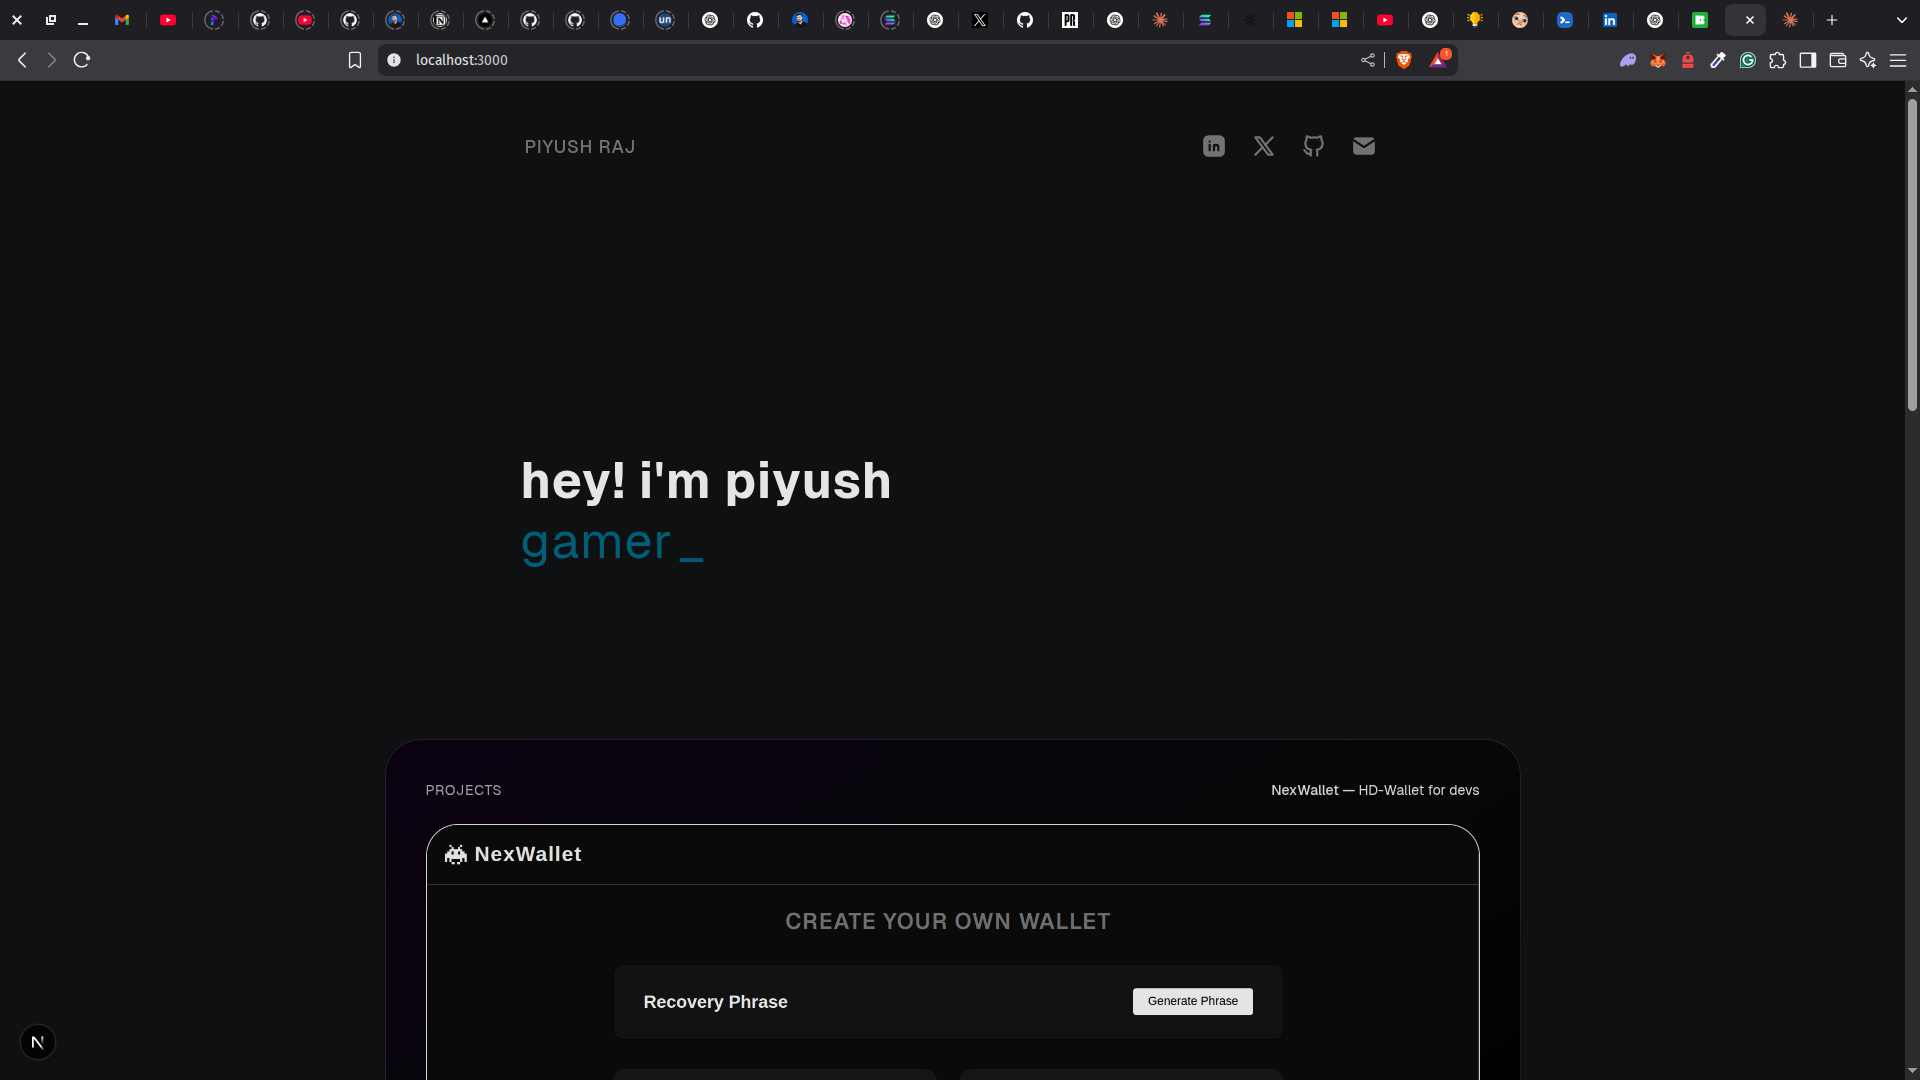 localhost:3000
1
PIYUSH RAJ
hey! i'm piyush
gamer_
PROJECTS
NexWallet — HD-Wallet for devs
NexWallet
CREATE YOUR OWN WALLET
Recovery Phrase
Generate Phrase
N